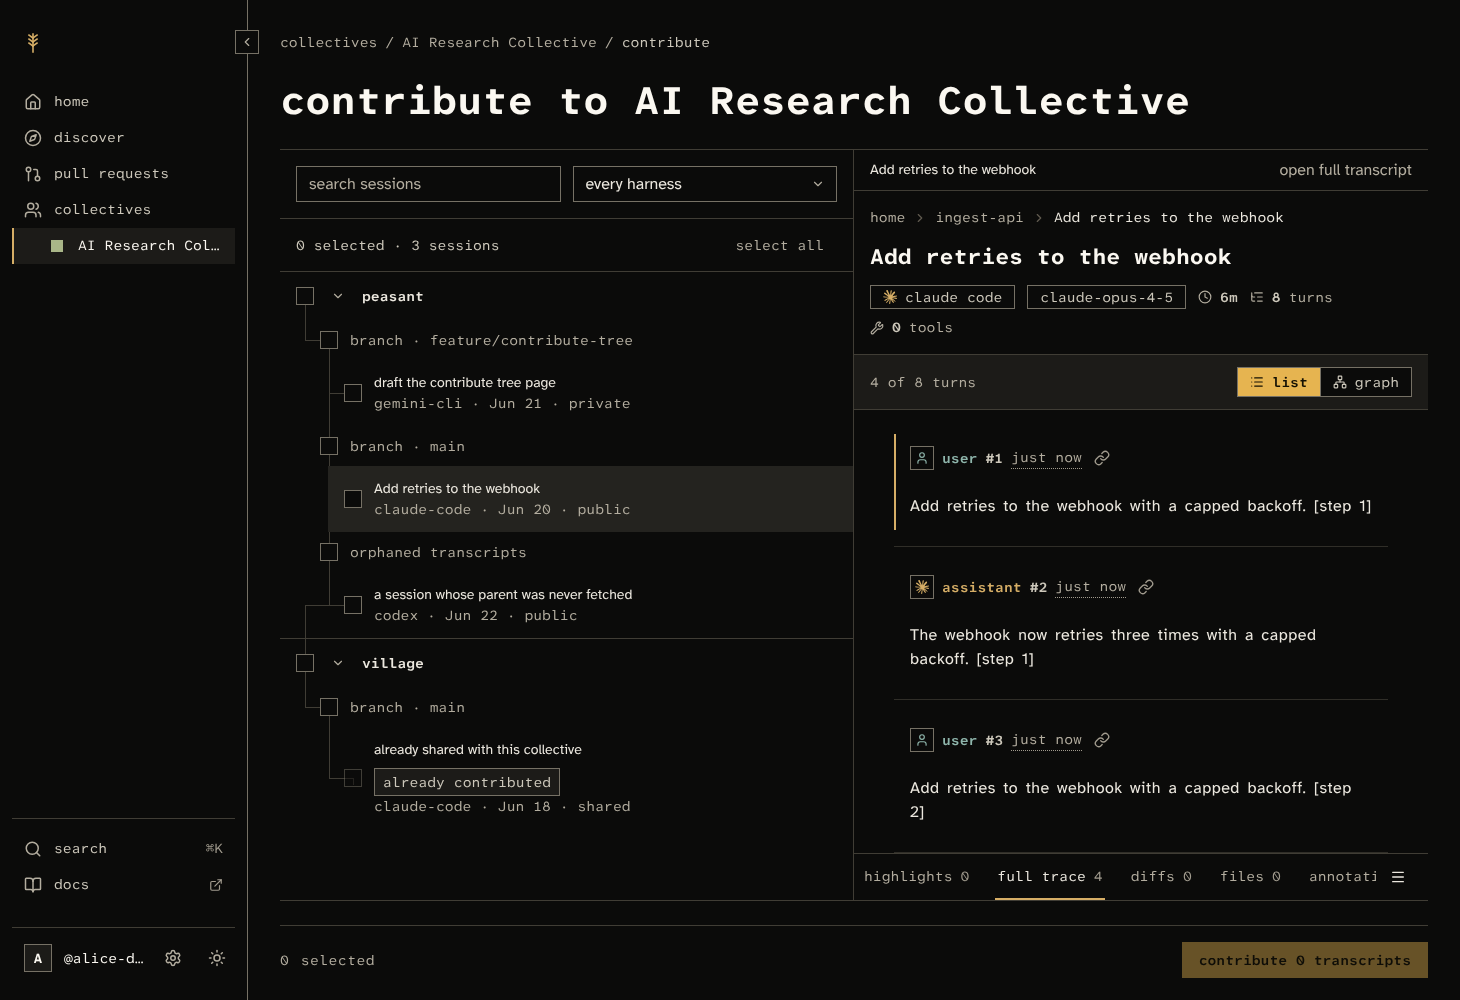 collectives / AI Research Collective / contribute
contribute to AI Research Collective
home
discover
pull requests
collectives
AI Research Col…
search ⌘K
docs
A @alice-d…
search sessions
every harness
0 selected · 3 sessions
select all
peasant
branch · feature/contribute-tree
draft the contribute tree page
gemini-cli · Jun 21 · private
branch · main
Add retries to the webhook
claude-code · Jun 20 · public
orphaned transcripts
a session whose parent was never fetched
codex · Jun 22 · public
village
branch · main
already shared with this collective
already contributed
claude-code · Jun 18 · shared
Add retries to the webhook
open full transcript
home > ingest-api > Add retries to the webhook
Add retries to the webhook
claude code
claude-opus-4-5
6m
8 turns
0 tools
4 of 8 turns
list
graph
user #1 just now
Add retries to the webhook with a capped backoff. [step 1]
assistant #2 just now
The webhook now retries three times with a capped
backoff. [step 1]
user #3 just now
Add retries to the webhook with a capped backoff. [step
2]
highlights 0
full trace 4
diffs 0
files 0
annotati
0 selected
contribute 0 transcripts